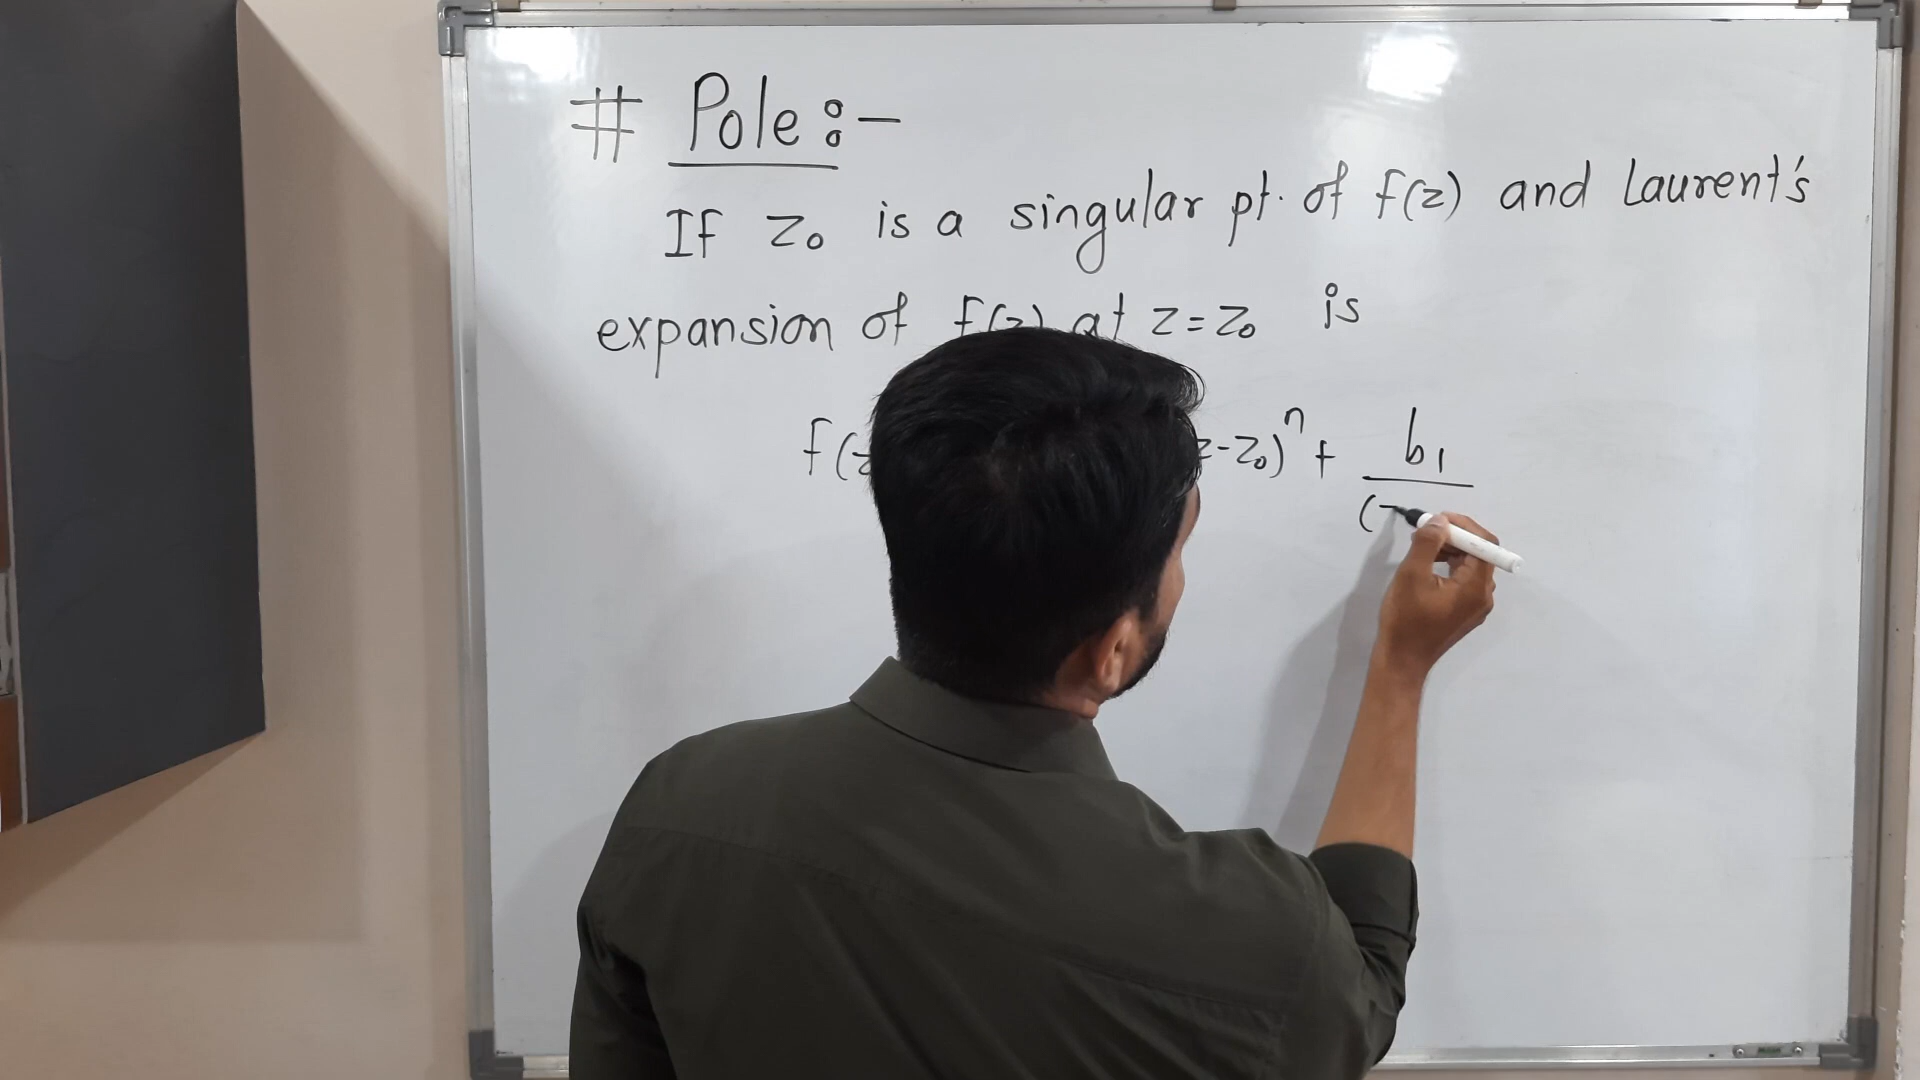 # Pole :-
If z₀ is a singular pt. of f(z) and Laurent's
expansion of f(z) at z=z₀ is
f(z z-z₀)ⁿ + b₁
(z